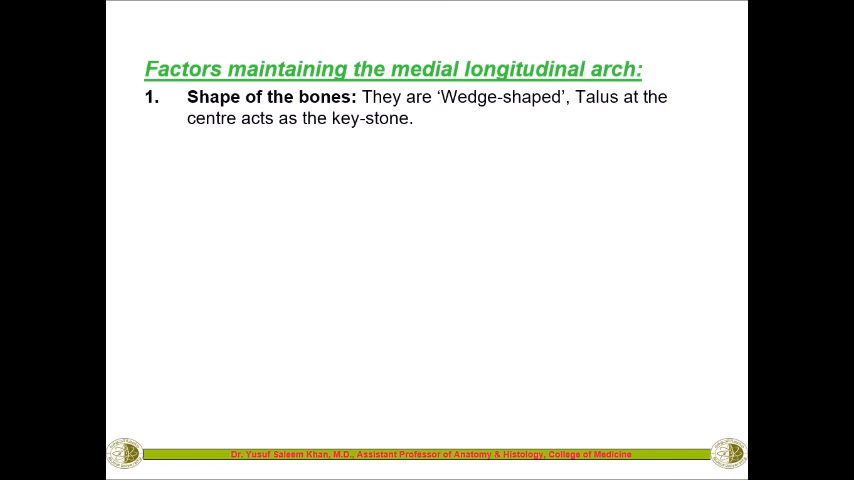 Factors maintaining the medial longitudinal arch:
1. Shape of the bones: They are ‘Wedge-shaped’, Talus at the
centre acts as the key-stone.
Dr. Yusuf Saleem Khan, M.D., Assistant Professor of Anatomy & Histology, College of Medicine